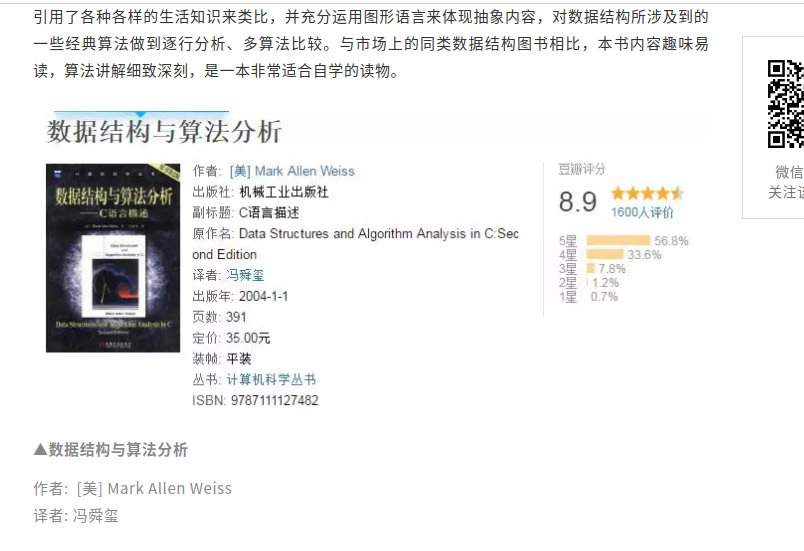 引用了各种各样的生活知识来类比，并充分运用图形语言来体现抽象内容，对数据结构所涉及到的
一些经典算法做到逐行分析、多算法比较。与市场上的同类数据结构图书相比，本书内容趣味易
读，算法讲解细致深刻，是一本非常适合自学的读物。
数据结构与算法分析
数据结构与算法分析
——C语言描述
Data Structures and Algorithm Analysis in C
作者: [美] Mark Allen Weiss
出版社: 机械工业出版社
副标题: C语言描述
原作名: Data Structures and Algorithm Analysis in C:Sec
ond Edition
译者: 冯舜玺
出版年: 2004-1-1
页数: 391
定价: 35.00元
装帧: 平装
丛书: 计算机科学丛书
ISBN: 9787111127482
豆瓣评分
8.9
1600人评价
5星 56.8%
4星 33.6%
3星 7.8%
2星 1.2%
1星 0.7%
微信
关注该
▲数据结构与算法分析
作者: [美] Mark Allen Weiss
译者: 冯舜玺